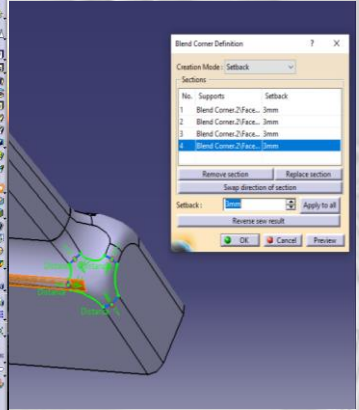 Blend Corner Definition ? X
Creation Mode : Setback
Sections
No. Supports Setback
1 Blend Corner.2\Face... 3mm
2 Blend Corner.2\Face... 3mm
3 Blend Corner.2\Face... 3mm
4 Blend Corner.2\Face... 3mm
Remove section Replace section
Swap direction of section
Setback : 3mm Apply to all
Reverse sew result
OK Cancel Preview